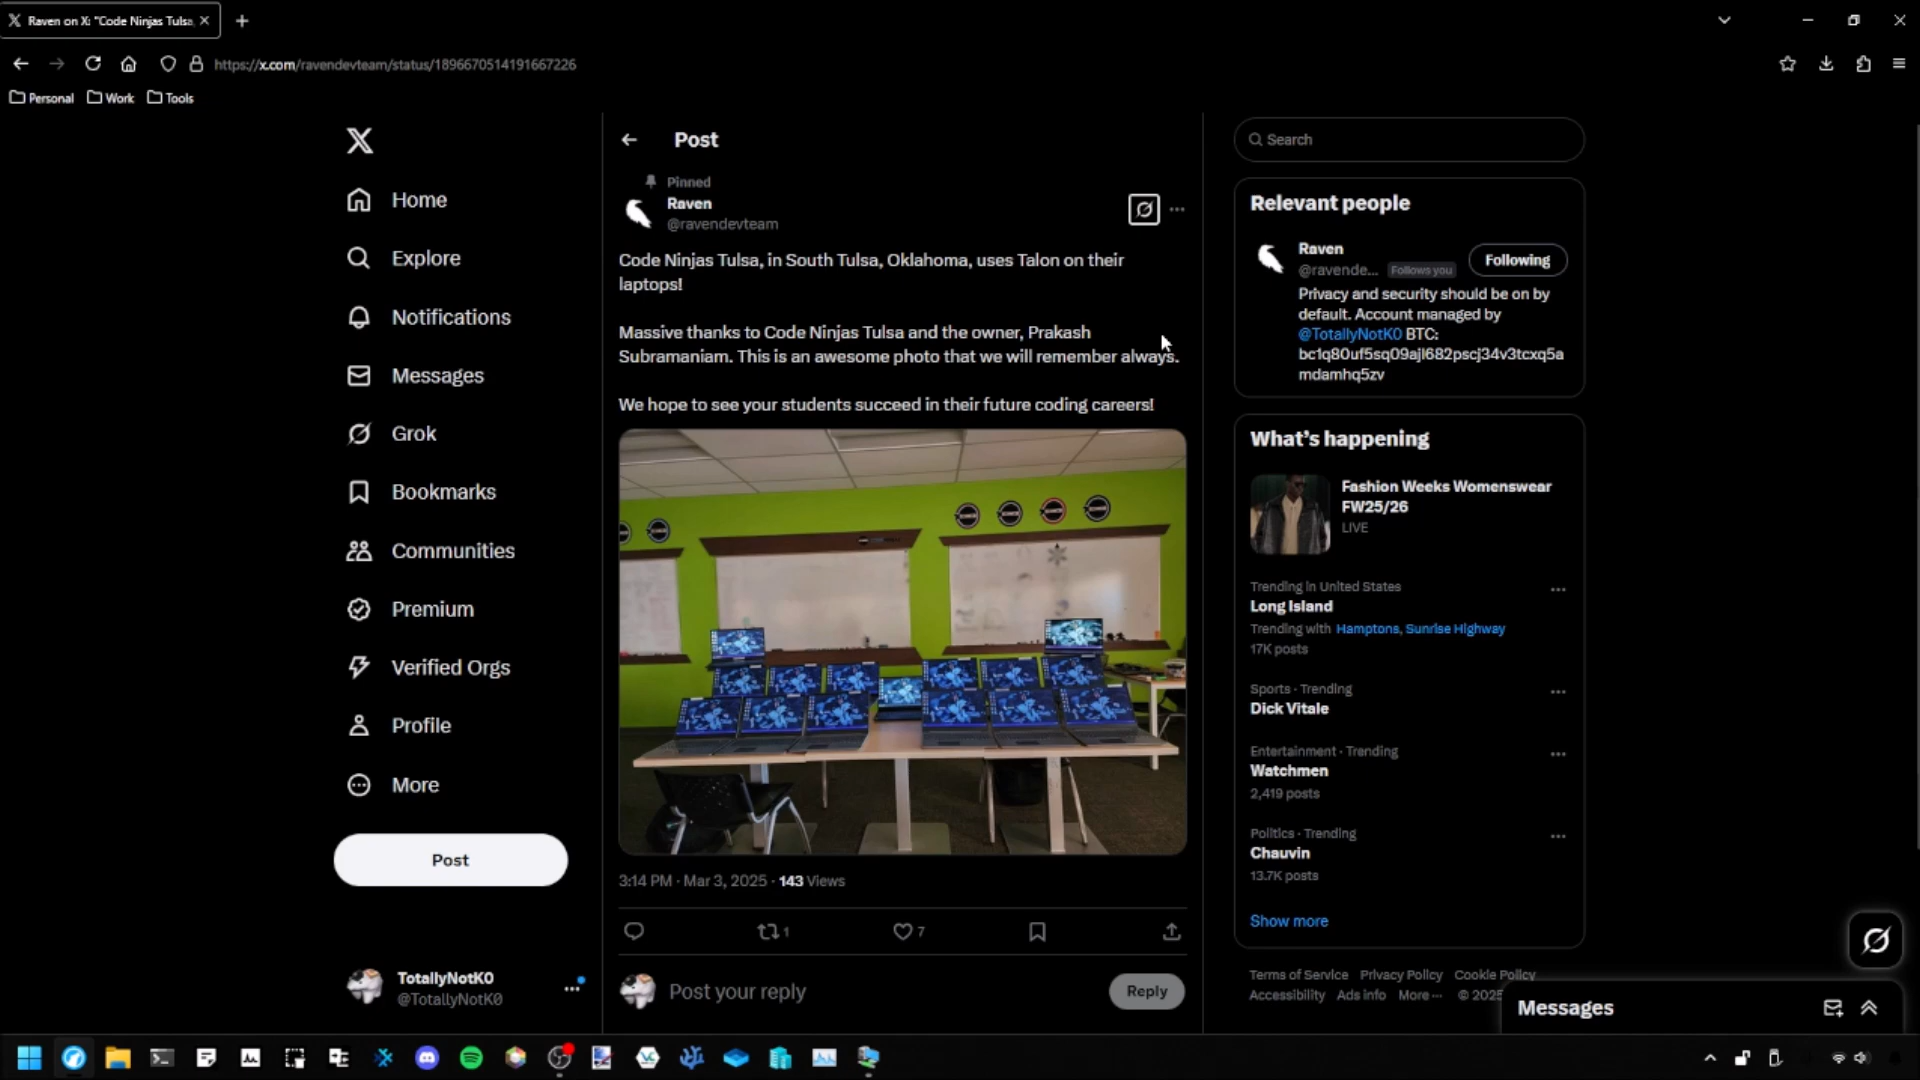 Raven on X: "Code Ninjas Tulsa,
https://x.com/ravendevteam/status/1896670514191667226
Personal
Work
Tools
Home
Explore
Notifications
Messages
Grok
Bookmarks
Communities
Premium
Verified Orgs
Profile
More
Post
TotallyNotK0
@TotallyNotK0
Post
Pinned
Raven
@ravendevteam
Code Ninjas Tulsa, in South Tulsa, Oklahoma, uses Talon on their
laptops!
Massive thanks to Code Ninjas Tulsa and the owner, Prakash
Subramaniam. This is an awesome photo that we will remember always.
We hope to see your students succeed in their future coding careers!
3:14 PM · Mar 3, 2025 · 143 Views
1
7
Post your reply
Reply
Search
Relevant people
Raven
@ravende...
Follows you
Following
Privacy and security should be on by
default. Account managed by
@TotallyNotK0 BTC:
bc1q80uf5sq09ajl682pscj34v3tcxq5a
mdamhq5zv
What's happening
Fashion Weeks Womenswear
FW25/26
LIVE
Trending in United States
Long Island
Trending with Hamptons, Sunrise Highway
17K posts
Sports · Trending
Dick Vitale
Entertainment · Trending
Watchmen
2,419 posts
Politics · Trending
Chauvin
13.7K posts
Show more
Terms of Service Privacy Policy Cookie Policy
Accessibility Ads info More ··· © 2025
Messages